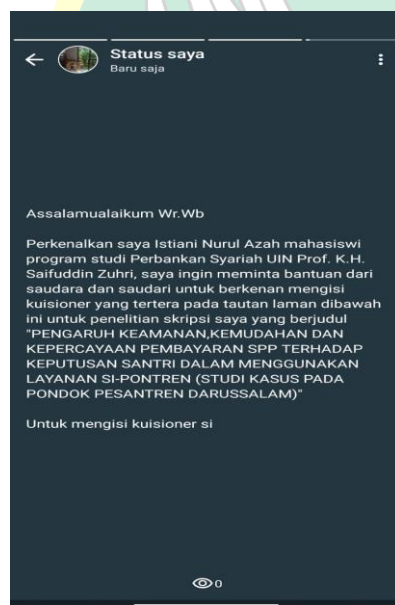 Status saya
Baru saja
Assalamualaikum Wr.Wb
Perkenalkan saya Istiani Nurul Azah mahasiswi
program studi Perbankan Syariah UIN Prof. K.H.
Saifuddin Zuhri, saya ingin meminta bantuan dari
saudara dan saudari untuk berkenan mengisi
kuisioner yang tertera pada tautan laman dibawah
ini untuk penelitian skripsi saya yang berjudul
"PENGARUH KEAMANAN,KEMUDAHAN DAN
KEPERCAYAAN PEMBAYARAN SPP TERHADAP
KEPUTUSAN SANTRI DALAM MENGGUNAKAN
LAYANAN SI-PONTREN (STUDI KASUS PADA
PONDOK PESANTREN DARUSSALAM)"
Untuk mengisi kuisioner si
0